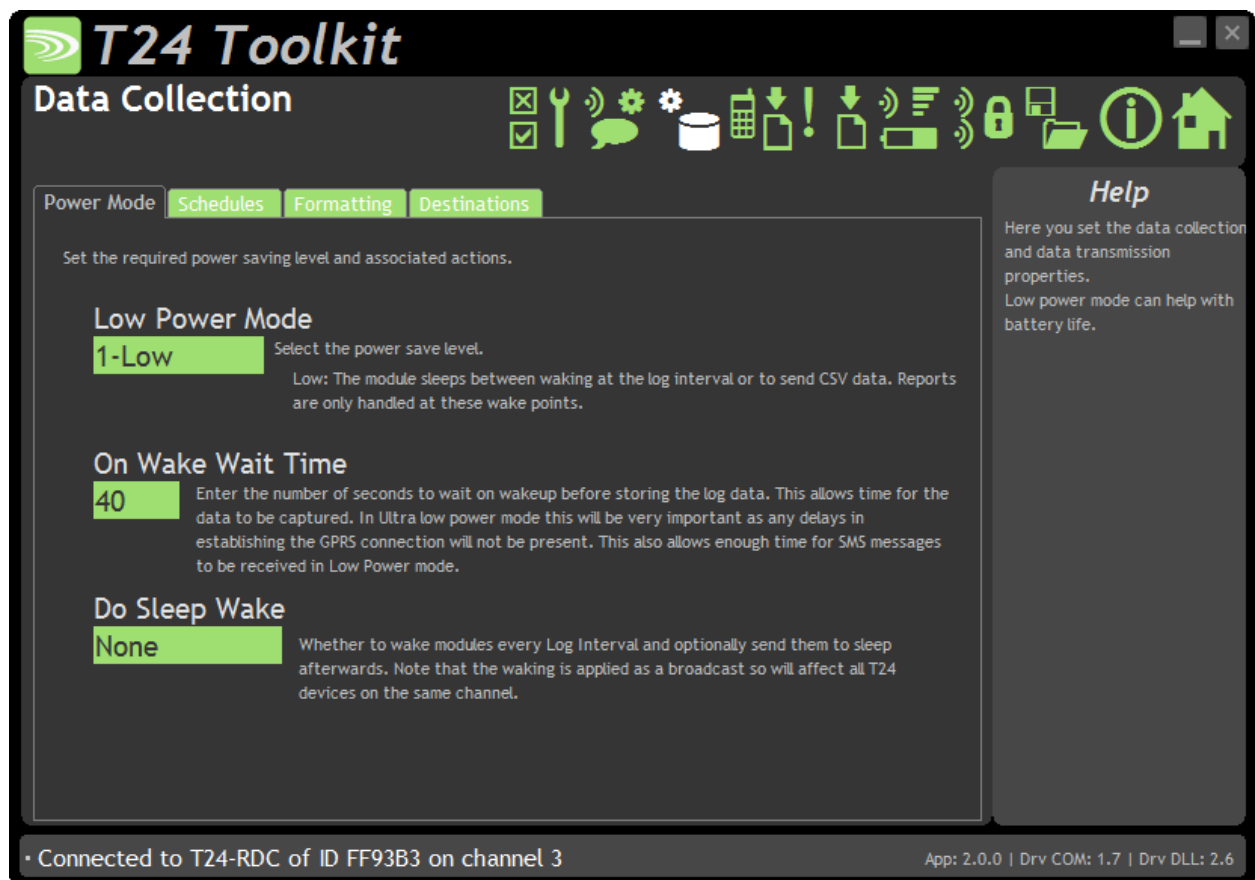 T24 Toolkit
Data Collection
Power Mode Schedules Formatting Destinations
Set the required power saving level and associated actions.
Low Power Mode
1-Low
Select the power save level.
Low: The module sleeps between waking at the log interval or to send CSV data. Reports
are only handled at these wake points.
On Wake Wait Time
40
Enter the number of seconds to wait on wakeup before storing the log data. This allows time for the
data to be captured. In Ultra low power mode this will be very important as any delays in
establishing the GPRS connection will not be present. This also allows enough time for SMS messages
to be received in Low Power mode.
Do Sleep Wake
None
Whether to wake modules every Log Interval and optionally send them to sleep
afterwards. Note that the waking is applied as a broadcast so will affect all T24
devices on the same channel.
Help
Here you set the data collection
and data transmission
properties.
Low power mode can help with
battery life.
Connected to T24-RDC of ID FF93B3 on channel 3
App: 2.0.0 | Drv COM: 1.7 | Drv DLL: 2.6